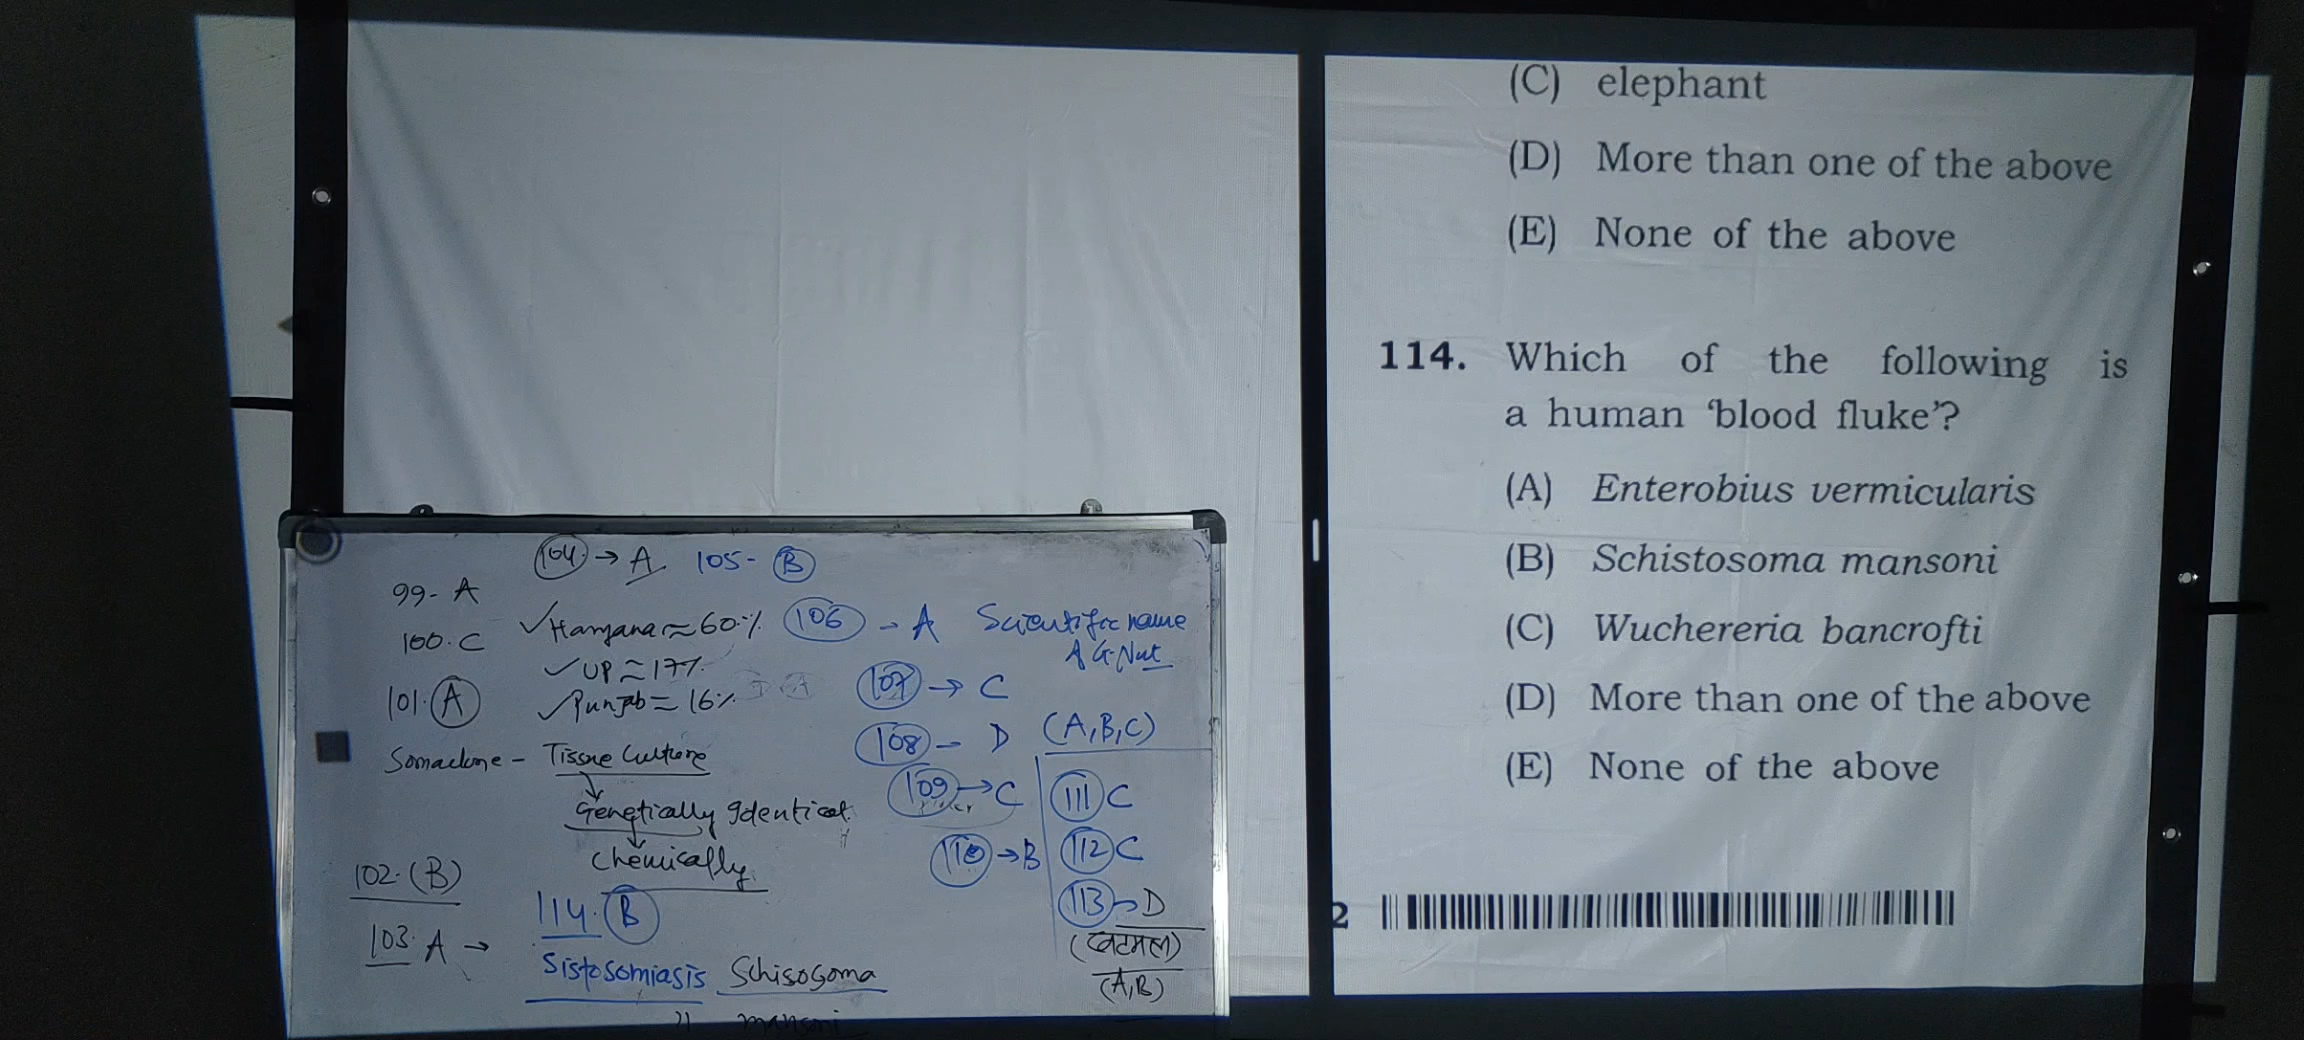 (C) elephant
(D) More than one of the above
(E) None of the above
114. Which of the following is
a human ‘blood fluke’?
(A) Enterobius vermicularis
(B) Schistosoma mansoni
(C) Wuchereria bancrofti
(D) More than one of the above
(E) None of the above
2
104 → A 105 - B
99 - A
100. C
✓ Haryana ≈ 60%
✓ UP ≈ 17%
✓ Punjab = 16%
101. A
106 - A Scientific name
G. Nut
107 → C
108 - D (A,B,C)
109 → C
110 → B
111 C
112 C
113 → D
(खटमल)
(A,B)
Somaclone - Tissue Culture
Genetically Identical
Chemically
102. (B)
103. A →
114. B
Sistosomiasis Schisosoma
mansoni